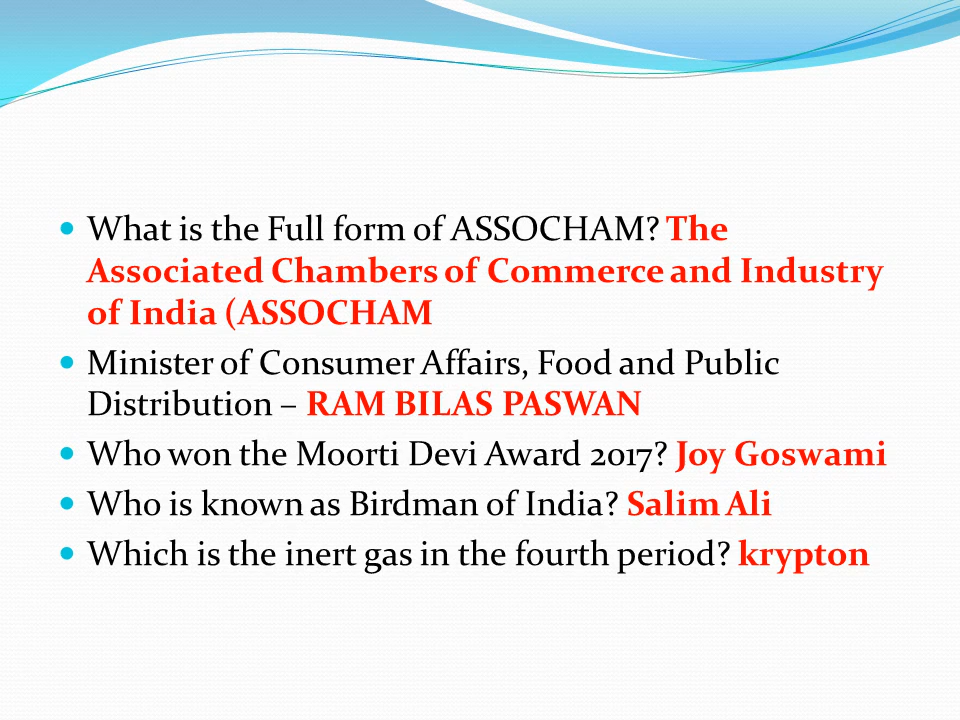 What is the Full form of ASSOCHAM? The
Associated Chambers of Commerce and Industry
of India (ASSOCHAM
Minister of Consumer Affairs, Food and Public
Distribution – RAM BILAS PASWAN
Who won the Moorti Devi Award 2017? Joy Goswami
Who is known as Birdman of India? Salim Ali
Which is the inert gas in the fourth period? krypton